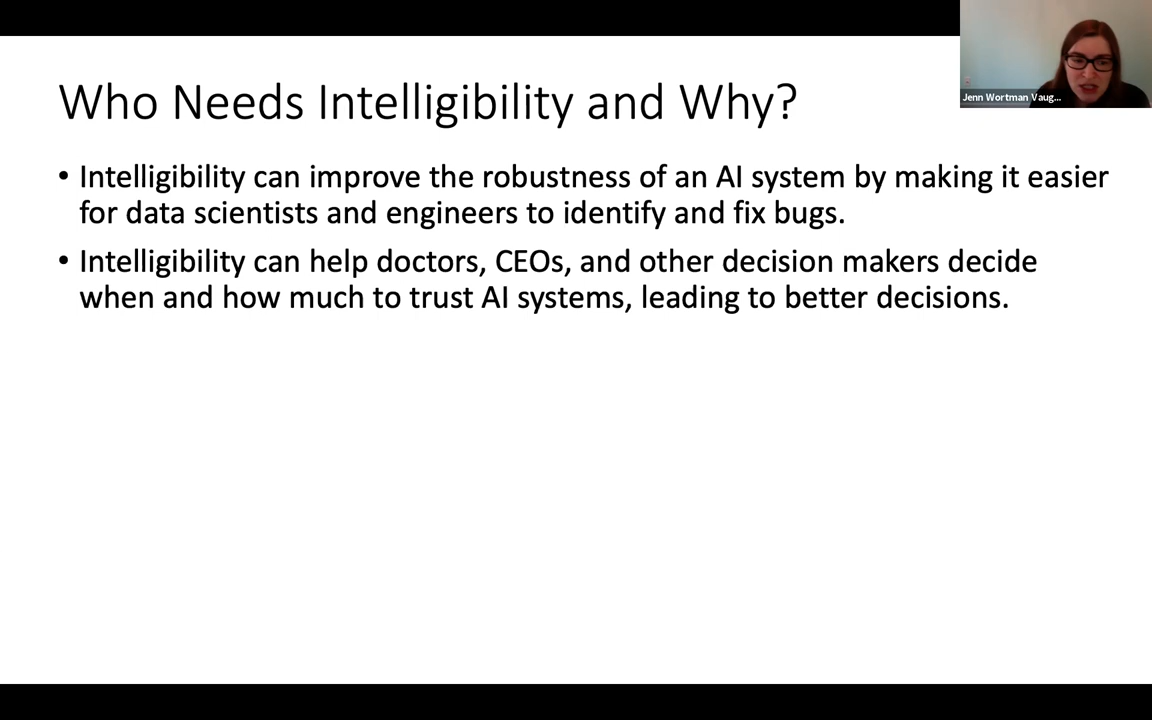 Jenn Wortman Vaug...
Who Needs Intelligibility and Why?
• Intelligibility can improve the robustness of an AI system by making it easier
for data scientists and engineers to identify and fix bugs.
• Intelligibility can help doctors, CEOs, and other decision makers decide
when and how much to trust AI systems, leading to better decisions.